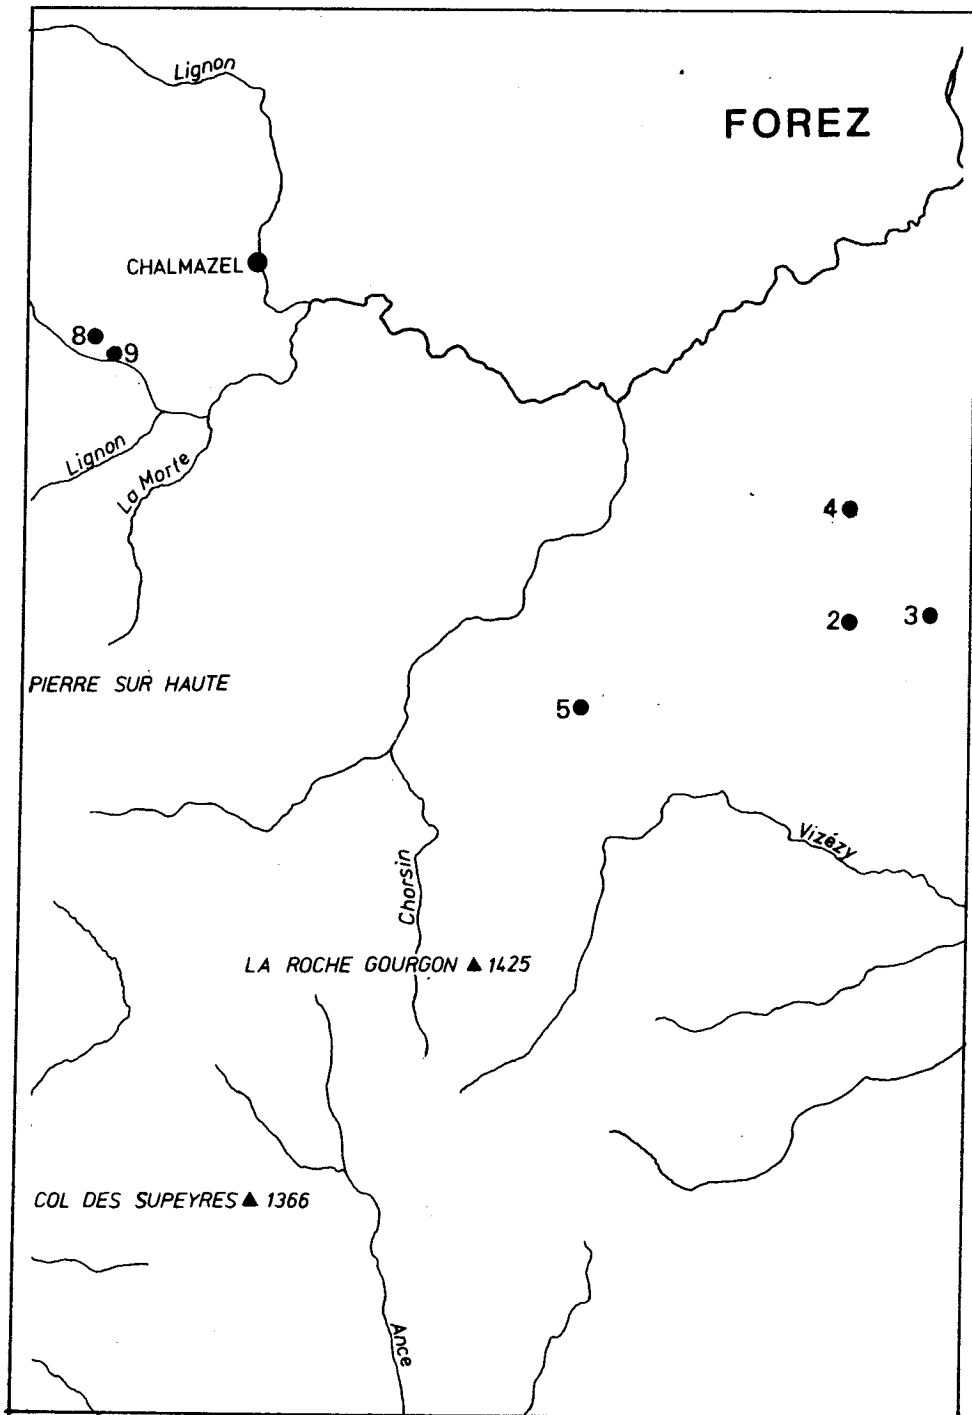 Lignon
FOREZ
CHALMAZEL
8
9
Lignon
La Morte
4
2
3
PIERRE SUR HAUTE
5
Vizézy
Chorsin
LA ROCHE GOURGON ▲ 1425
COL DES SUPEYRES ▲ 1366
Ance